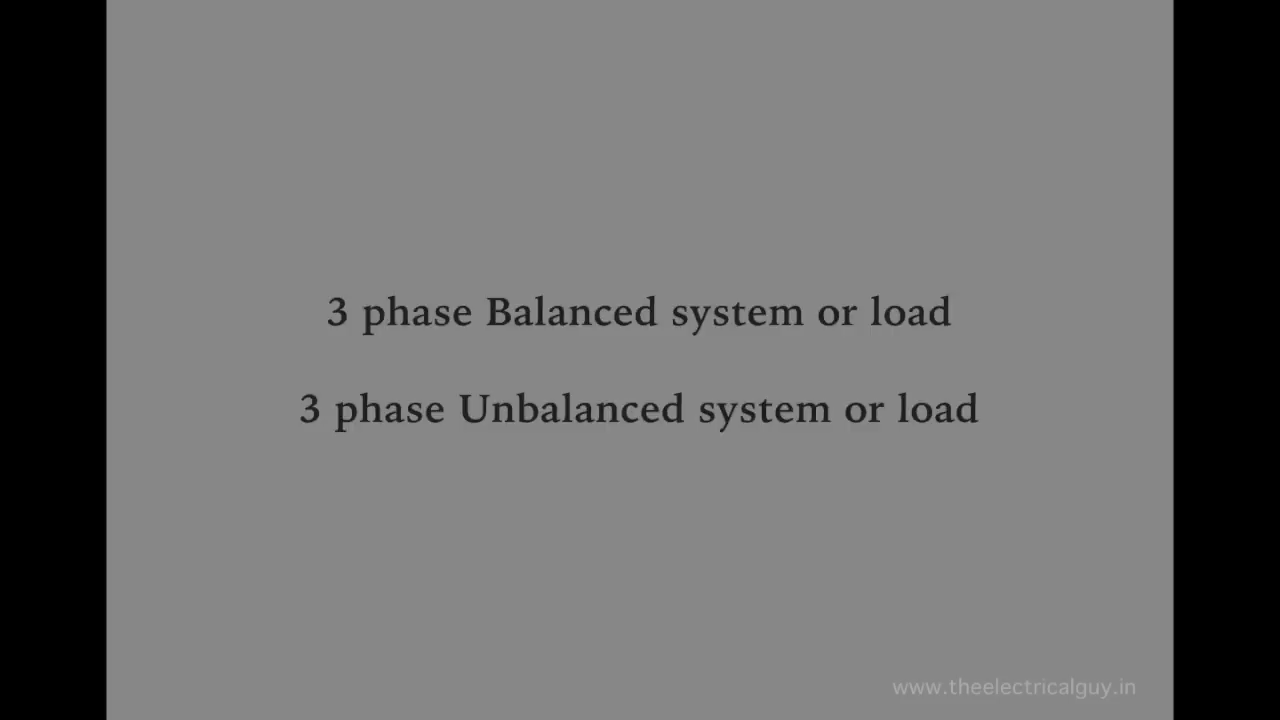 3 phase Balanced system or load
3 phase Unbalanced system or load
www.theelectricalguy.in